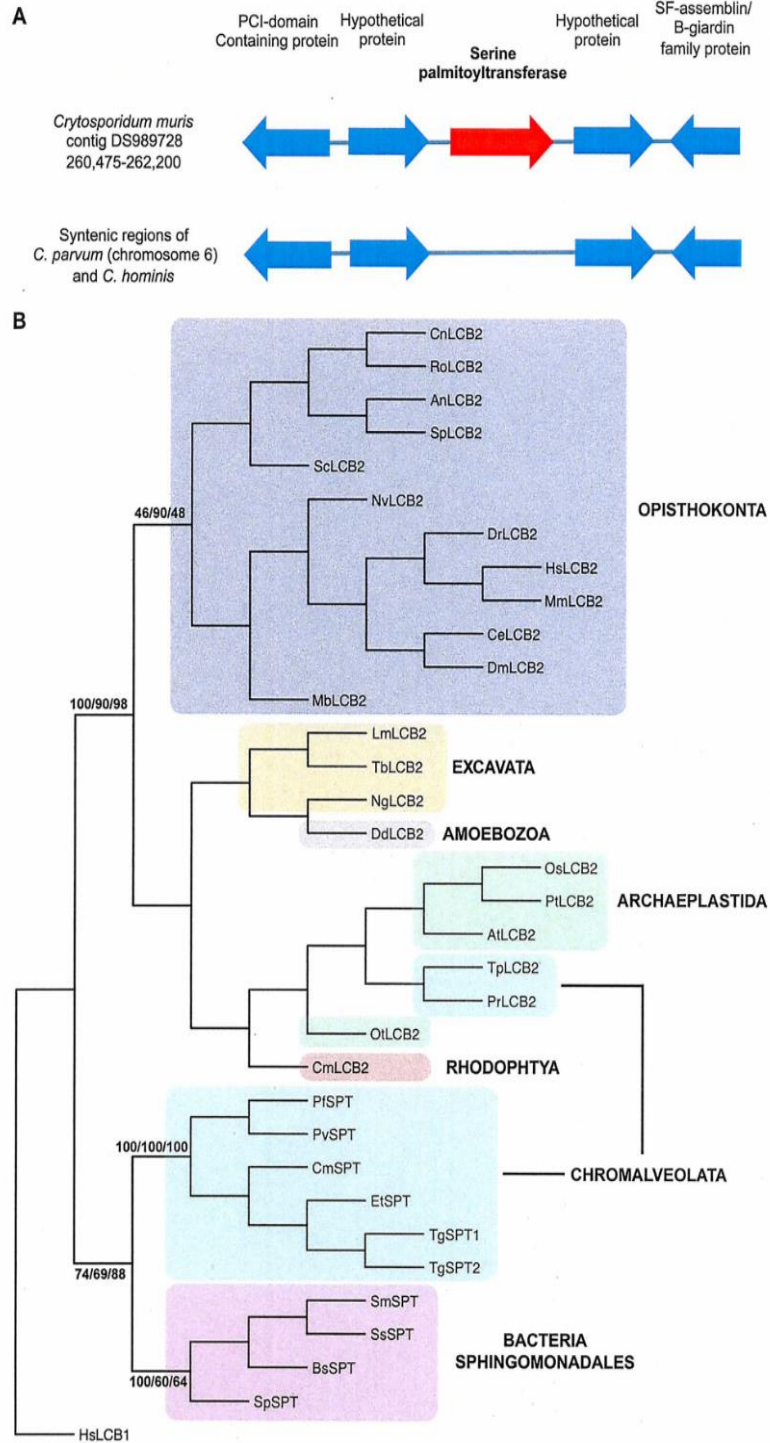 A
PCI-domain
Containing protein
Hypothetical
protein
Serine
palmitoyltransferase
Hypothetical
protein
SF-assemblin/
B-giardin
family protein
Crytosporidum muris
contig DS989728
260,475-262,200
Syntenic regions of
C. parvum (chromosome 6)
and C. hominis
B
CnLCB2
RoLCB2
AnLCB2
SpLCB2
ScLCB2
46/90/48
NvLCB2
OPISTHOKONTA
DrLCB2
HsLCB2
MmLCB2
CeLCB2
DmLCB2
MbLCB2
100/90/98
LmLCB2
TbLCB2
EXCAVATA
NgLCB2
DdLCB2
AMOEBOZOA
OsLCB2
PtLCB2
ARCHAEPLASTIDA
AtLCB2
TpLCB2
PrLCB2
OtLCB2
CmLCB2
RHODOPHTYA
PfSPT
PvSPT
100/100/100
CmSPT
CHROMALVEOLATA
EtSPT
TgSPT1
TgSPT2
74/69/88
SmSPT
SsSPT
BACTERIA
SPHINGOMONADALES
BsSPT
100/60/64
SpSPT
HsLCB1